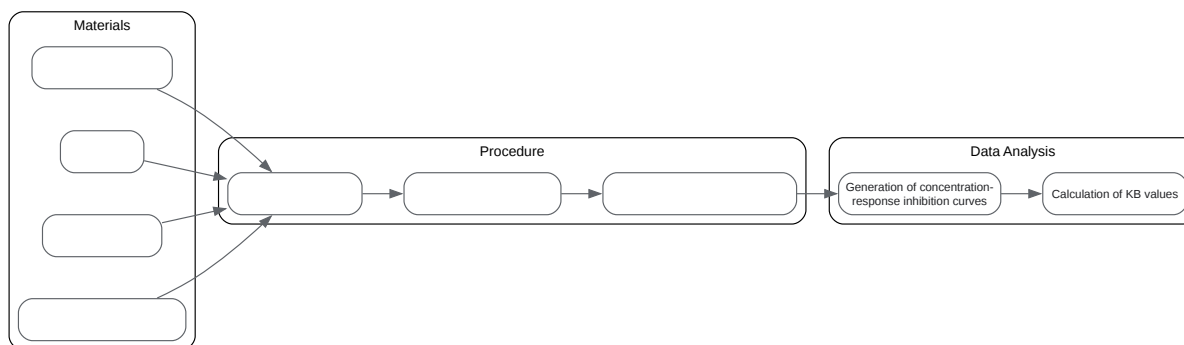 Materials
Procedure
Data Analysis
Generation of concentration-
response inhibition curves
Calculation of KB values